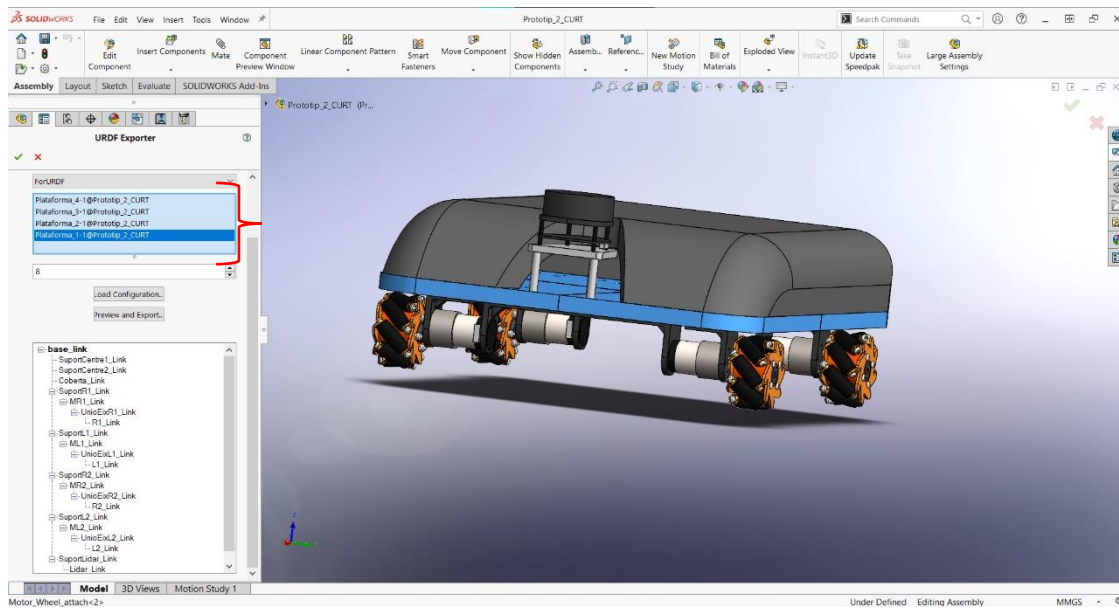 SOLIDWORKS File Edit View Insert Tools Window Prototip_2_CURT Search Commands
Edit Component
Insert Components
Mate
Component Preview Window
Linear Component Pattern
Smart Fasteners
Move Component
Show Hidden Components
Assemb...
Referenc...
New Motion Study
Bill of Materials
Exploded View
Instant3D
Update Speedpak
Take Snapshot
Large Assembly Settings
Assembly Layout Sketch Evaluate SOLIDWORKS Add-Ins
Prototip_2_CURT (Pr...
URDF Exporter
ForURDF
Plataforma_4-1@Prototip_2_CURT
Plataforma_3-1@Prototip_2_CURT
Plataforma_2-1@Prototip_2_CURT
Plataforma_1-1@Prototip_2_CURT
8
Load Configuration..
Preview and Export..
base_link
SuportCentre1_Link
SuportCentre2_Link
Coberta_Link
SuportR1_Link
MR1_Link
UnioEixR1_Link
R1_Link
SuportL1_Link
ML1_Link
UnioEixL1_Link
L1_Link
SuportR2_Link
MR2_Link
UnioEixR2_Link
R2_Link
SuportL2_Link
ML2_Link
UnioEixL2_Link
L2_Link
SuportLidar_Link
Lidar_Link
Model 3D Views Motion Study 1
Motor_Wheel_attach<2> Under Defined Editing Assembly MMGS